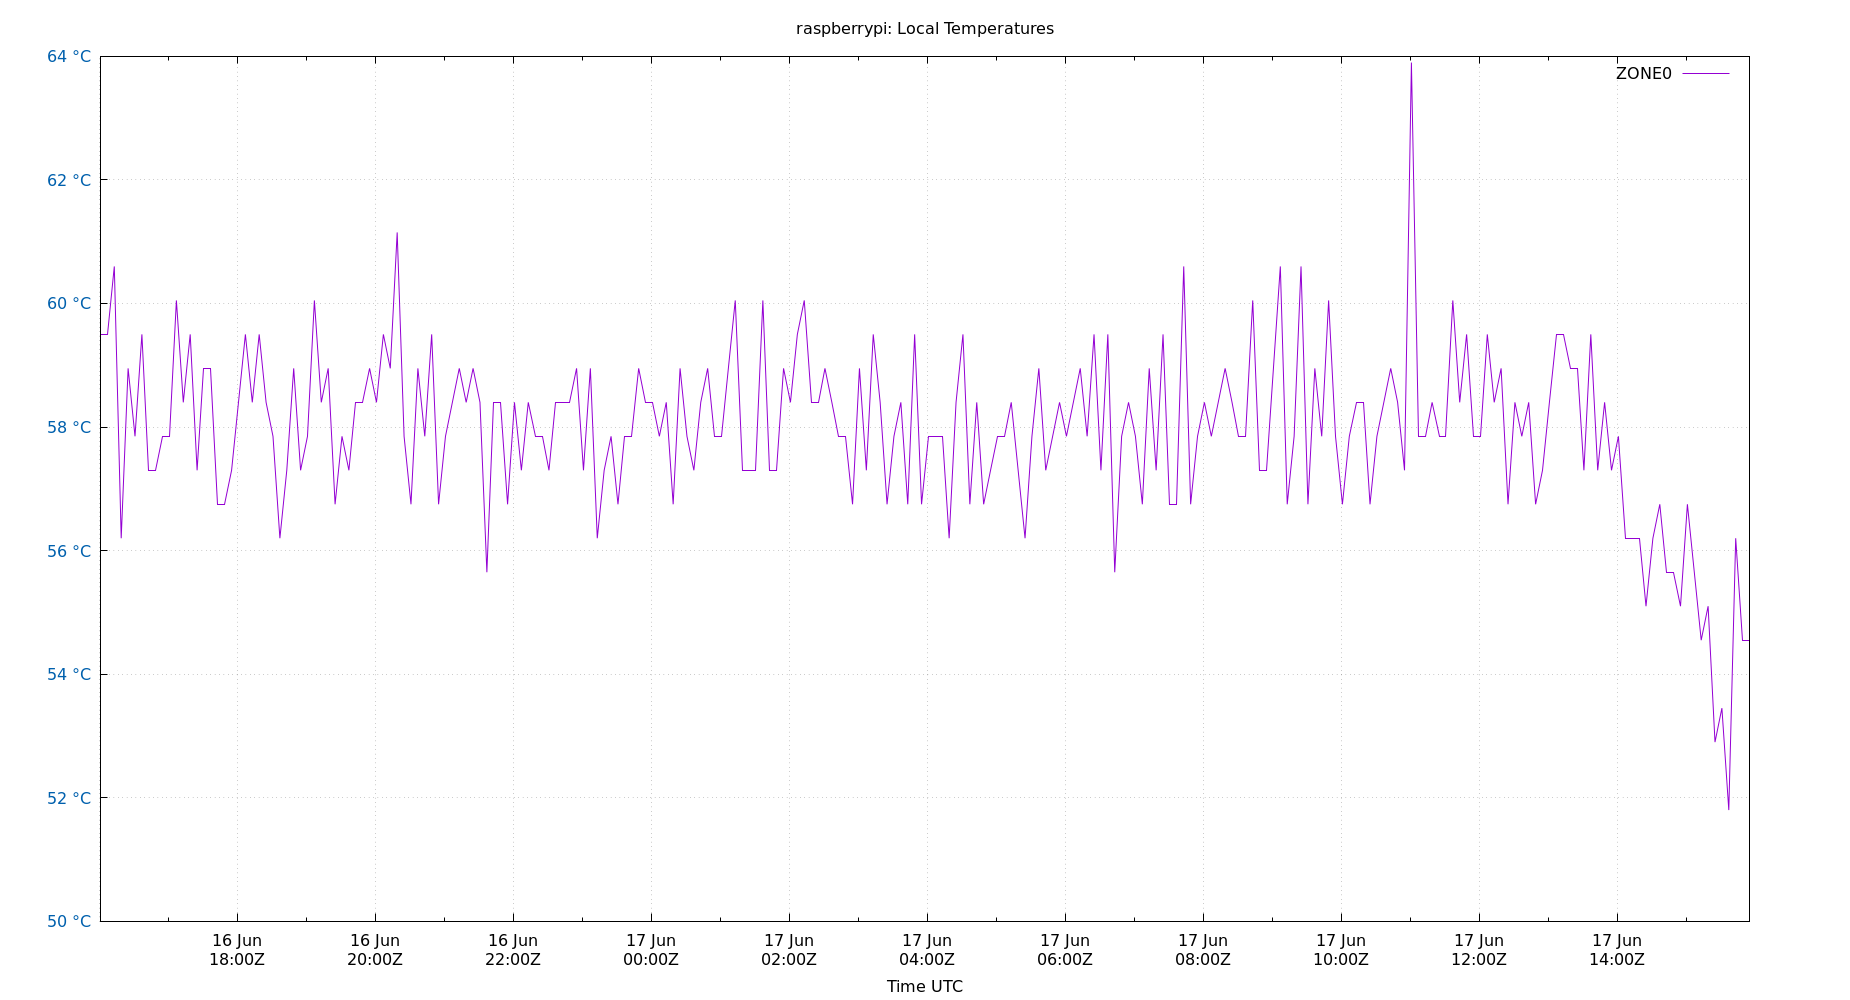 raspberrypi: Local Temperatures
64 °C
ZONE0
62 °C
60 °C
58 °C
56 °C
54 °C
52 °C
50 °C
16 Jun 16 Jun 16 Jun 17 Jun 17 Jun 17 Jun 17 Jun 17 Jun 17 Jun 17 Jun 17 Jun
18:00Z 20:00Z 22:00Z 00:00Z 02:00Z 04:00Z 06:00Z 08:00Z 10:00Z 12:00Z 14:00Z
Time UTC